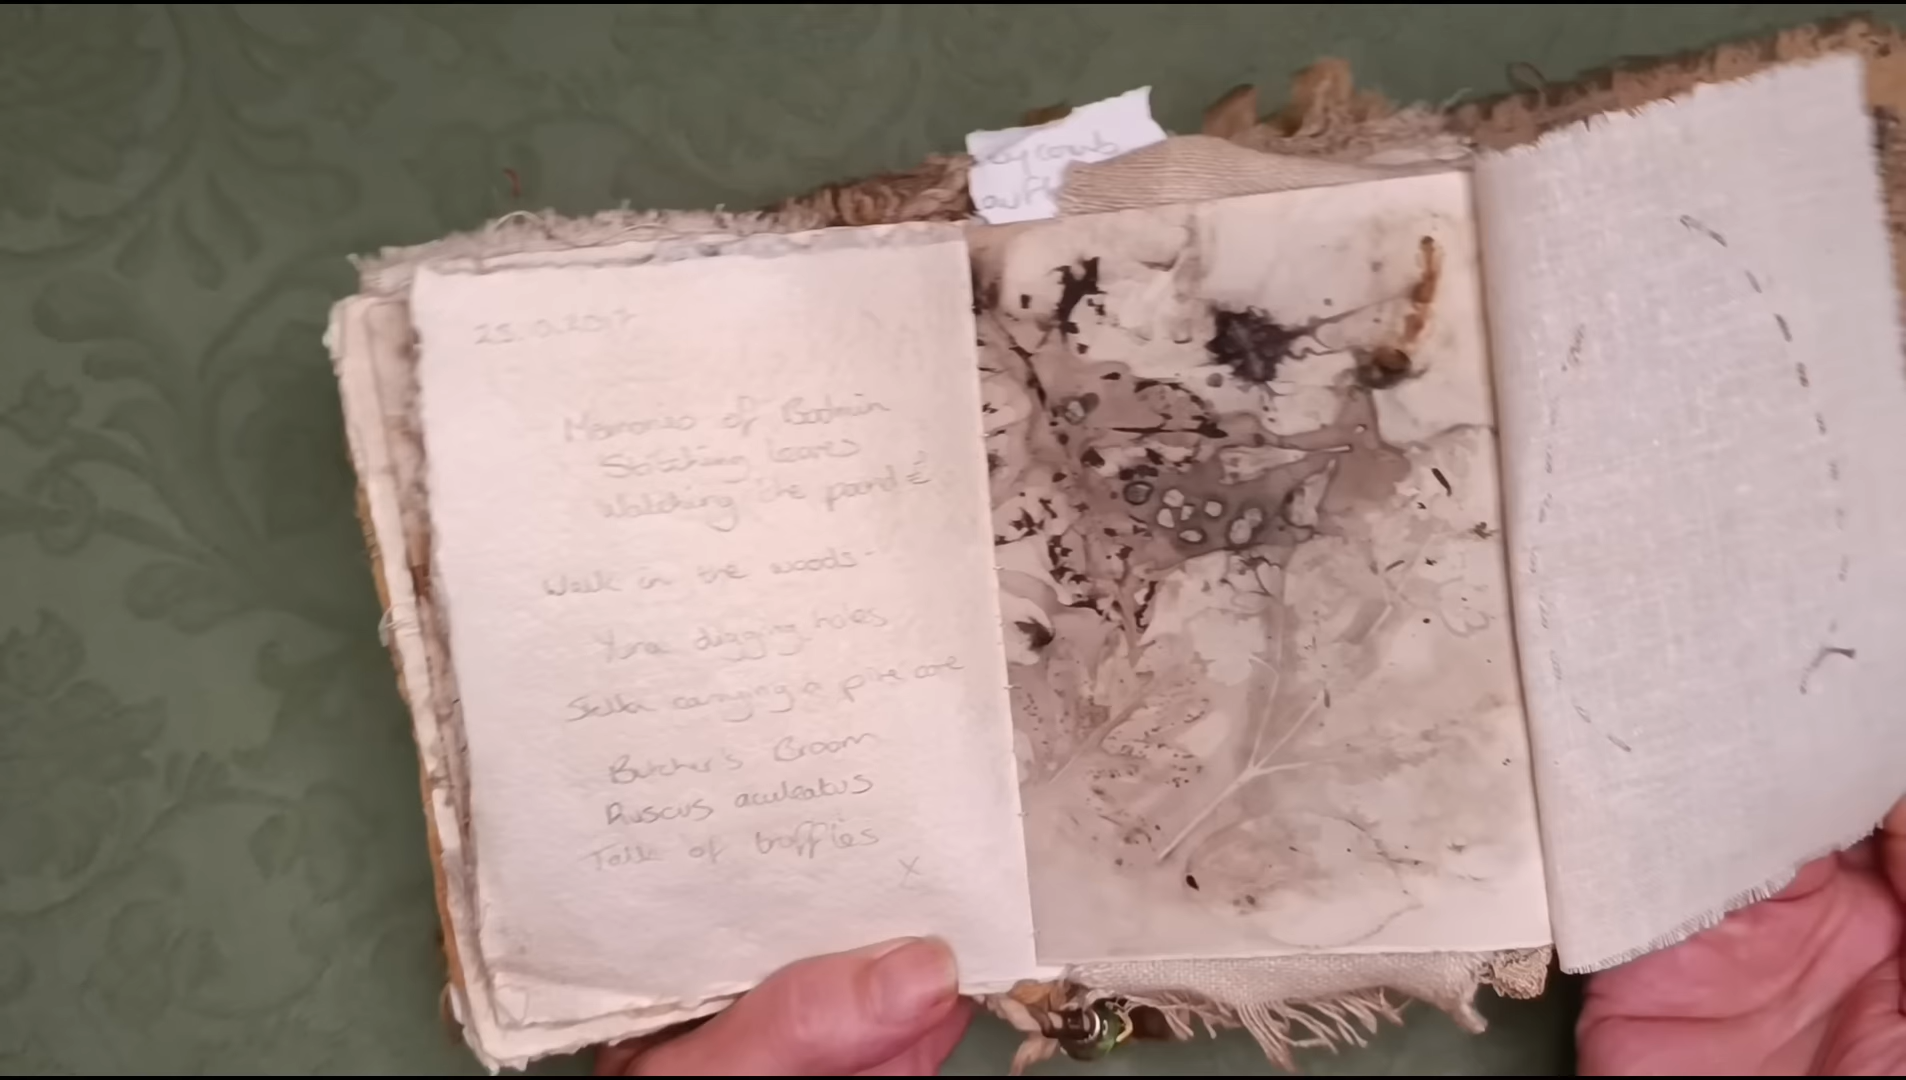 Memories of Bodmin
Stitching leaves
Watching the pond &
Walk in the woods -
digging holes
Stella carrying a pine cone
Butcher's Broom
Ruscus aculeatus
Talk of truffles
x